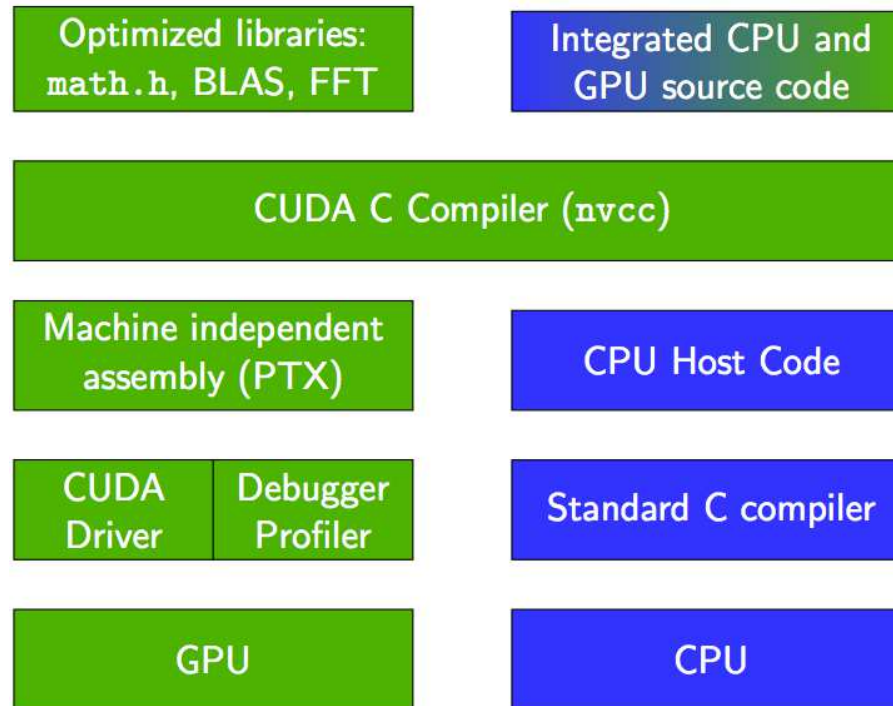 Optimized libraries:
math.h, BLAS, FFT
Integrated CPU and
GPU source code
CUDA C Compiler (nvcc)
Machine independent
assembly (PTX)
CPU Host Code
CUDA
Driver
Debugger
Profiler
Standard C compiler
GPU
CPU